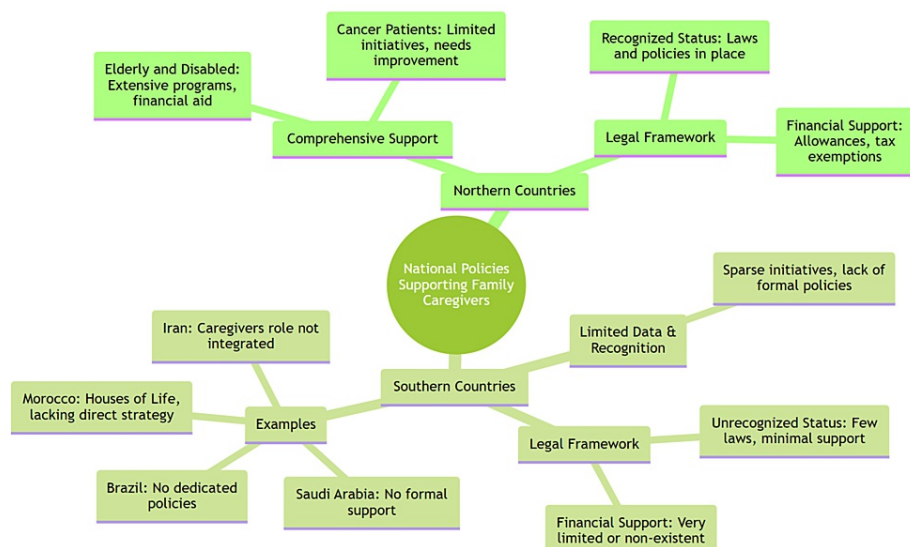 Cancer Patients: Limited
initiatives, needs
improvement
Recognized Status: Laws
and policies in place
Elderly and Disabled:
Extensive programs,
financial aid
Comprehensive Support
Legal Framework
Financial Support:
Allowances, tax
exemptions
Northern Countries
National Policies
Supporting Family
Caregivers
Sparse initiatives, lack of
formal policies
Iran: Caregivers role not
integrated
Limited Data &
Recognition
Southern Countries
Morocco: Houses of Life,
lacking direct strategy
Examples
Unrecognized Status: Few
laws, minimal support
Legal Framework
Brazil: No dedicated
policies
Saudi Arabia: No formal
support
Financial Support: Very
limited or non-existent